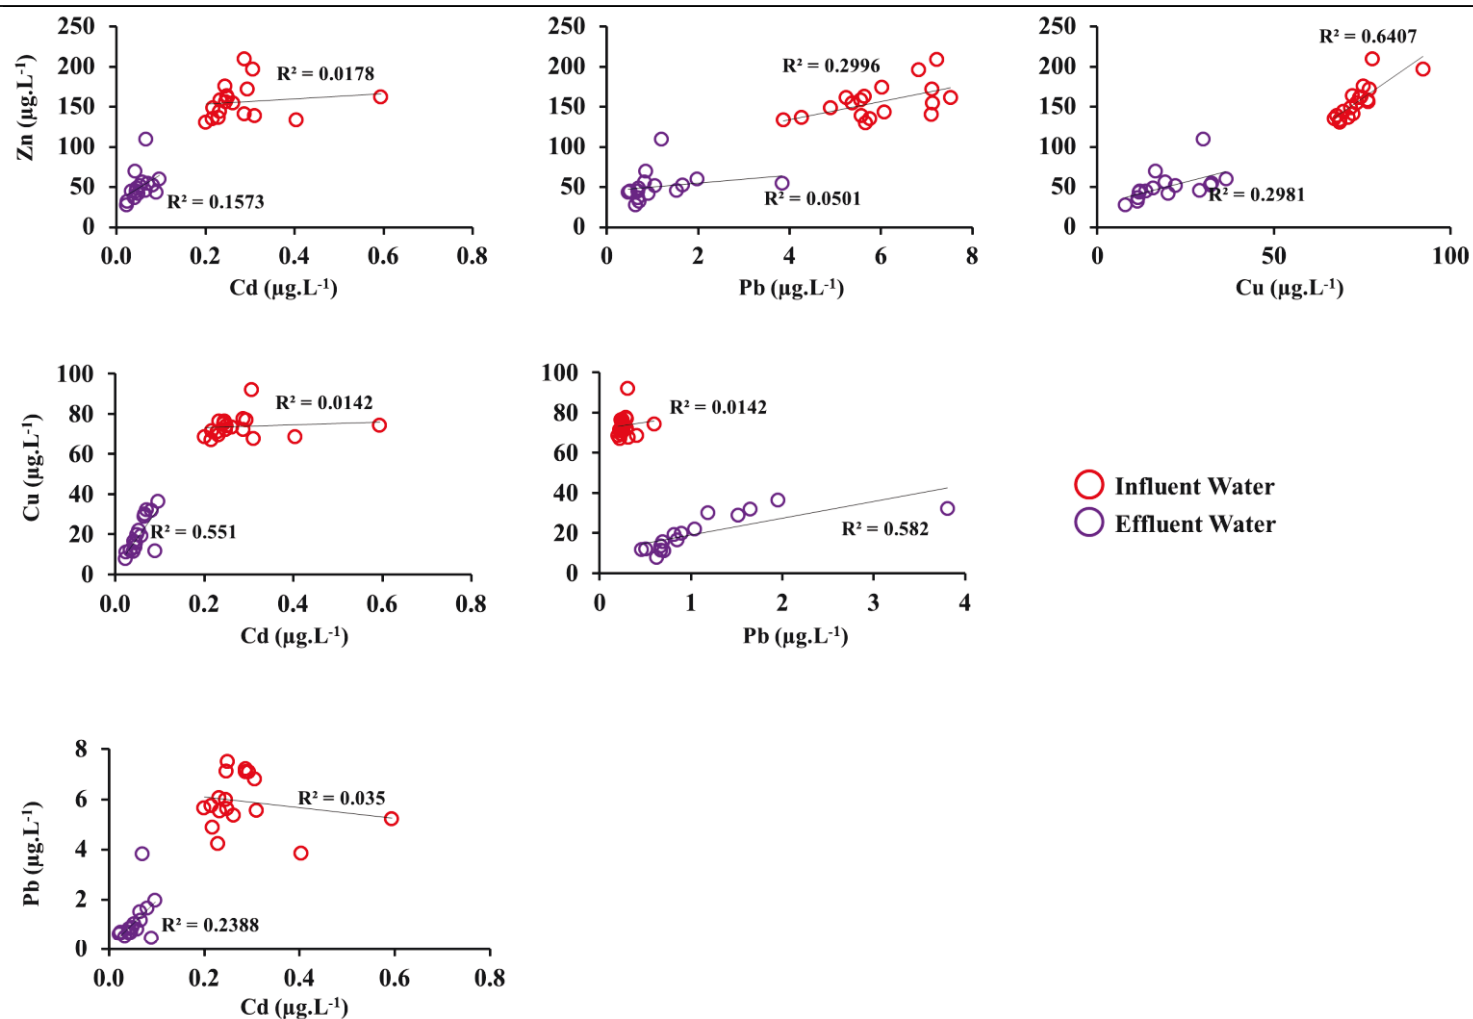 250
200
150
100
50
0
Zn (µg.L⁻¹)
R² = 0.0178
R² = 0.1573
0.0 0.2 0.4 0.6 0.8
Cd (µg.L⁻¹)
250
200
150
100
50
0
R² = 0.2996
R² = 0.0501
0 2 4 6 8
Pb (µg.L⁻¹)
250
200
150
100
50
0
R² = 0.6407
R² = 0.2981
0 50 100
Cu (µg.L⁻¹)
100
80
60
40
20
0
Cu (µg.L⁻¹)
R² = 0.0142
R² = 0.551
0.0 0.2 0.4 0.6 0.8
Cd (µg.L⁻¹)
100
80
60
40
20
0
R² = 0.0142
R² = 0.582
0 1 2 3 4
Pb (µg.L⁻¹)
Influent Water
Effluent Water
8
6
4
2
0
Pb (µg.L⁻¹)
R² = 0.035
R² = 0.2388
0.0 0.2 0.4 0.6 0.8
Cd (µg.L⁻¹)